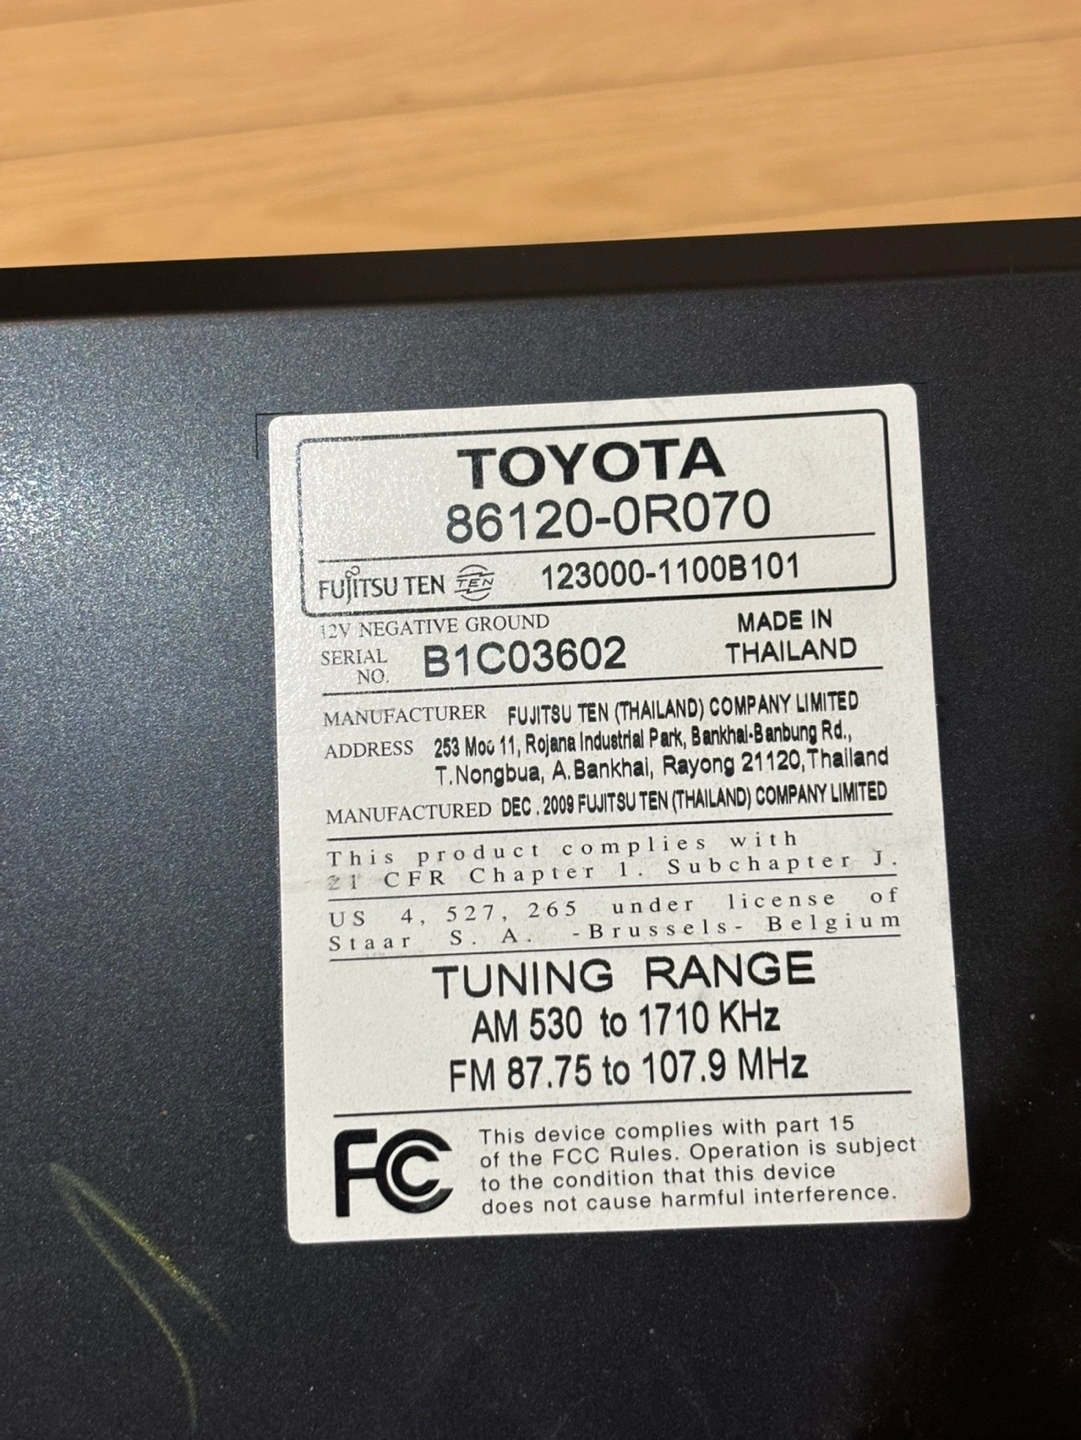 TOYOTA
86120-0R070
FUJITSU TEN TEN 123000-1100B101
12V NEGATIVE GROUND
MADE IN
THAILAND
SERIAL
NO. B1C03602
MANUFACTURER FUJITSU TEN (THAILAND) COMPANY LIMITED
ADDRESS 253 Moo 11, Rojana Industrial Park, Bankhai-Banbung Rd.,
T.Nongbua, A.Bankhai, Rayong 21120,Thailand
MANUFACTURED DEC . 2009 FUJITSU TEN (THAILAND) COMPANY LIMITED
This product complies with
21 CFR Chapter 1. Subchapter J.
US 4, 527, 265 under license of
Staar S. A. -Brussels- Belgium
TUNING RANGE
AM 530 to 1710 KHz
FM 87.75 to 107.9 MHz
FC This device complies with part 15
of the FCC Rules. Operation is subject
to the condition that this device
does not cause harmful interference.